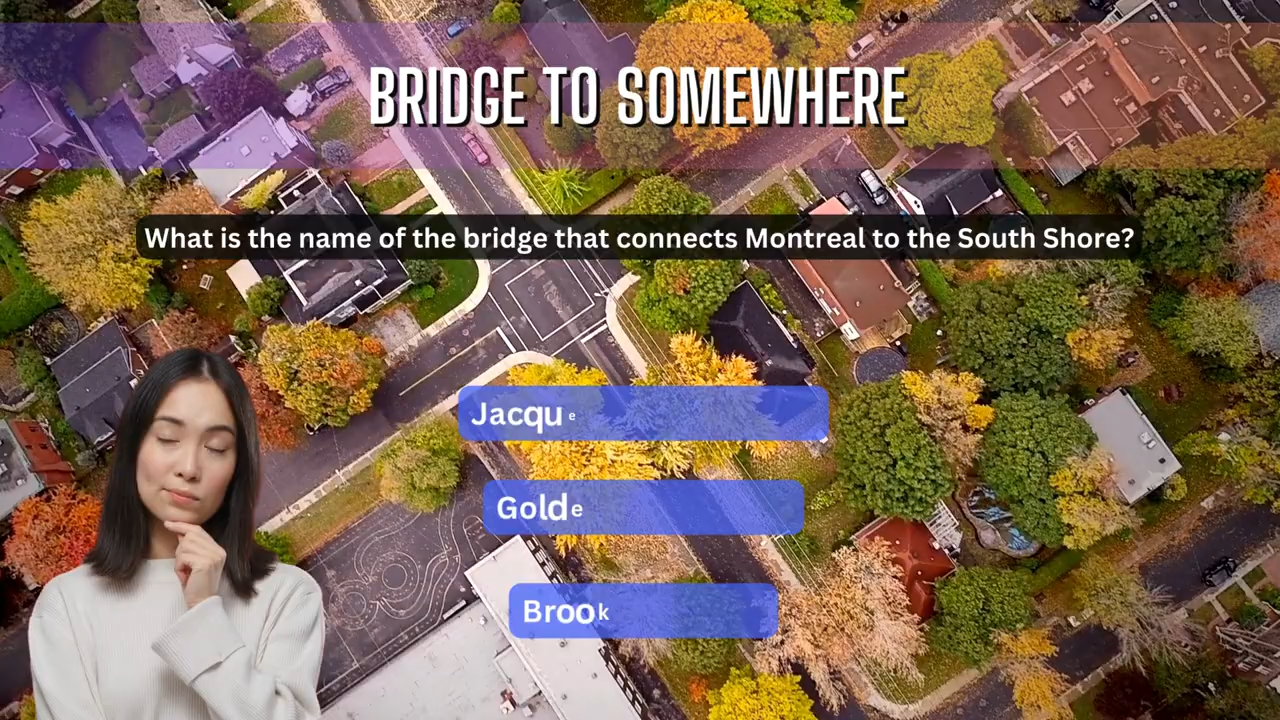 BRIDGE TO SOMEWHERE
What is the name of the bridge that connects Montreal to the South Shore?
Jacque
Golde
Brook